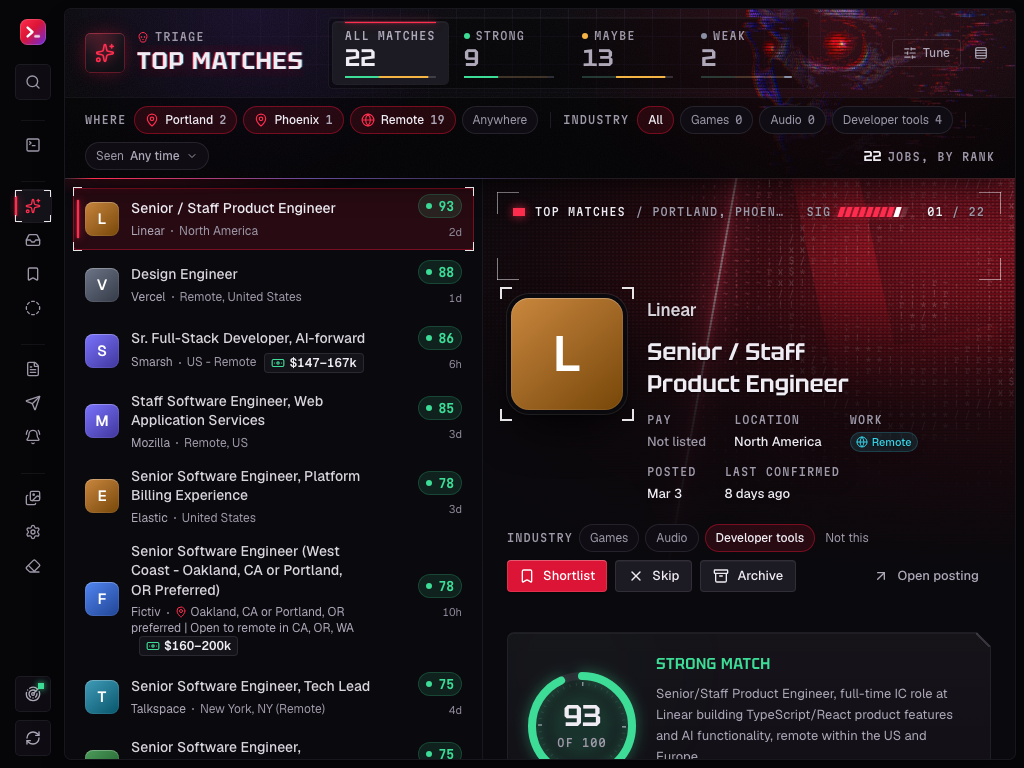 TRIAGE
TOP MATCHES
ALL MATCHES
22
STRONG
9
MAYBE
13
WEAK
2
Tune
WHERE
Portland 2
Phoenix 1
Remote 19
Anywhere
INDUSTRY
All
Games 0
Audio 0
Developer tools 4
Seen Any time
22 JOBS, BY RANK
L
Senior / Staff Product Engineer
93
Linear · North America
2d
V
Design Engineer
88
Vercel · Remote, United States
1d
S
Sr. Full-Stack Developer, AI-forward
86
Smarsh · US - Remote $147–167k
6h
M
Staff Software Engineer, Web
Application Services
85
Mozilla · Remote, US
3d
E
Senior Software Engineer, Platform
Billing Experience
78
Elastic · United States
3d
F
Senior Software Engineer (West
Coast - Oakland, CA or Portland,
OR Preferred)
78
Fictiv · Oakland, CA or Portland, OR
preferred | Open to remote in CA, OR, WA
10h
$160–200k
T
Senior Software Engineer, Tech Lead
75
Talkspace · New York, NY (Remote)
4d
Senior Software Engineer,
75
TOP MATCHES / PORTLAND, PHOEN…
SIG
01 / 22
L
Linear
Senior / Staff
Product Engineer
PAY
Not listed
LOCATION
North America
WORK
Remote
POSTED
Mar 3
LAST CONFIRMED
8 days ago
INDUSTRY
Games
Audio
Developer tools
Not this
Shortlist
Skip
Archive
Open posting
93
OF 100
STRONG MATCH
Senior/Staff Product Engineer, full-time IC role at
Linear building TypeScript/React product features
and AI functionality, remote within the US and
Europe